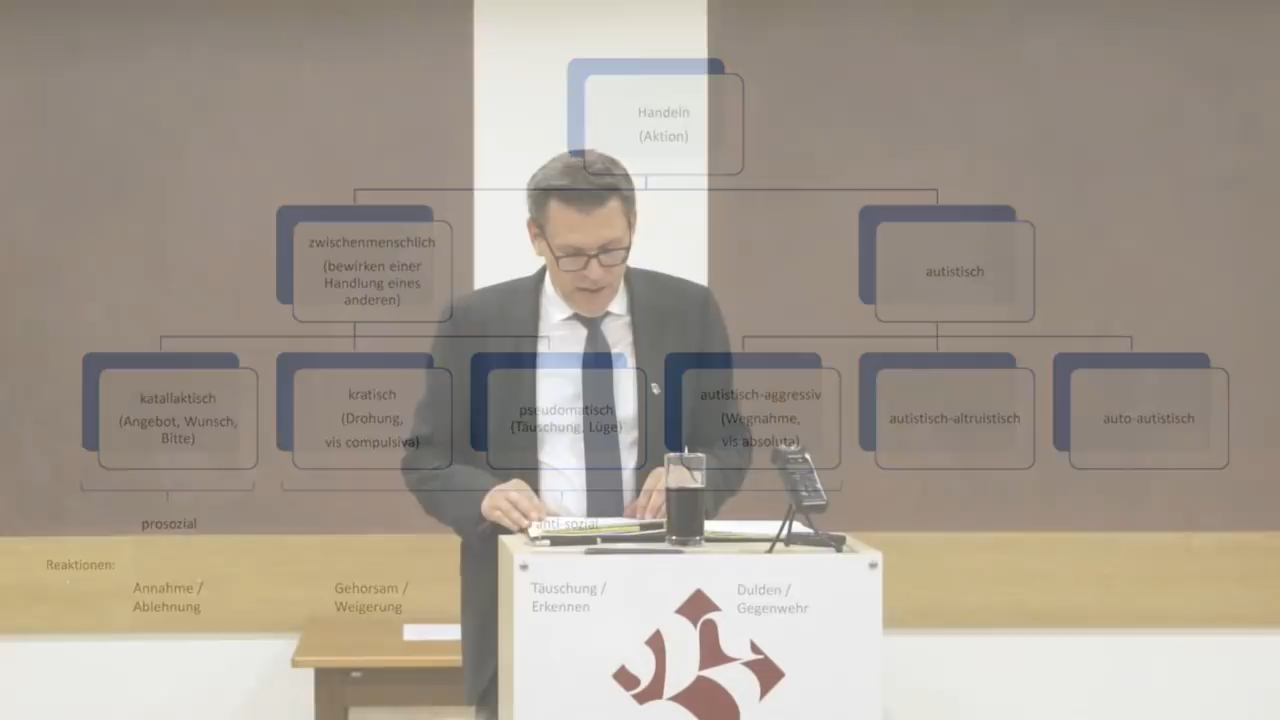 Handeln
(Aktion)
zwischenmenschlich
(bewirken einer
Handlung eines
anderen)
autistisch
katallaktisch
(Angebot, Wunsch,
Bitte)
kratisch
(Drohung,
vis compulsiva)
pseudomatisch
(Täuschung, Lüge)
autistisch-aggressiv
(Wegnahme,
vis absoluta)
autistisch-altruistisch
auto-autistisch
prosozial
anti-sozial
Reaktionen:
Annahme /
Ablehnung
Gehorsam /
Weigerung
Täuschung /
Erkennen
Dulden /
Gegenwehr